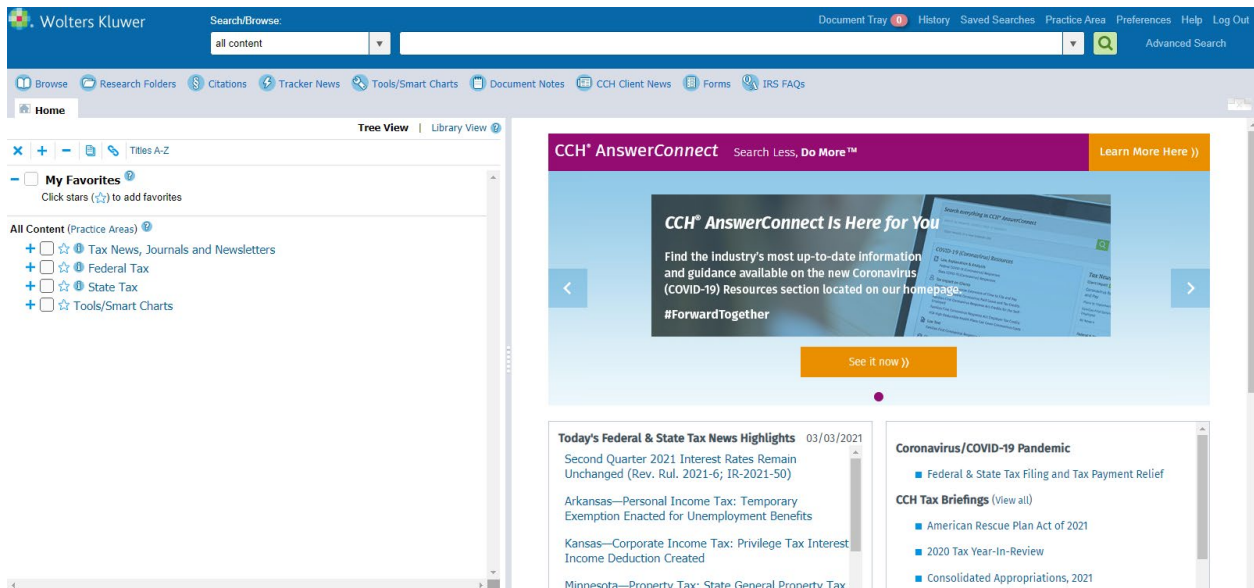 Wolters Kluwer
Search/Browse:
Document Tray 0 History Saved Searches Practice Area Preferences Help Log Out
all content
Advanced Search
Browse Research Folders Citations Tracker News Tools/Smart Charts Document Notes CCH Client News Forms IRS FAQs
Home
Tree View | Library View
Titles A-Z
My Favorites
Click stars (☆) to add favorites
All Content (Practice Areas)
Tax News, Journals and Newsletters
Federal Tax
State Tax
Tools/Smart Charts
CCH® AnswerConnect Search Less, Do More™
Learn More Here ))
CCH® AnswerConnect Is Here for You
Find the industry's most up-to-date information
and guidance available on the new Coronavirus
(COVID-19) Resources section located on our homepage.
#ForwardTogether
See it now ))
Today's Federal & State Tax News Highlights 03/03/2021
Second Quarter 2021 Interest Rates Remain
Unchanged (Rev. Rul. 2021-6; IR-2021-50)
Arkansas—Personal Income Tax: Temporary
Exemption Enacted for Unemployment Benefits
Kansas—Corporate Income Tax: Privilege Tax Interest
Income Deduction Created
Minnesota—Property Tax: State General Property Tax
Coronavirus/COVID-19 Pandemic
Federal & State Tax Filing and Tax Payment Relief
CCH Tax Briefings (View all)
American Rescue Plan Act of 2021
2020 Tax Year-In-Review
Consolidated Appropriations, 2021